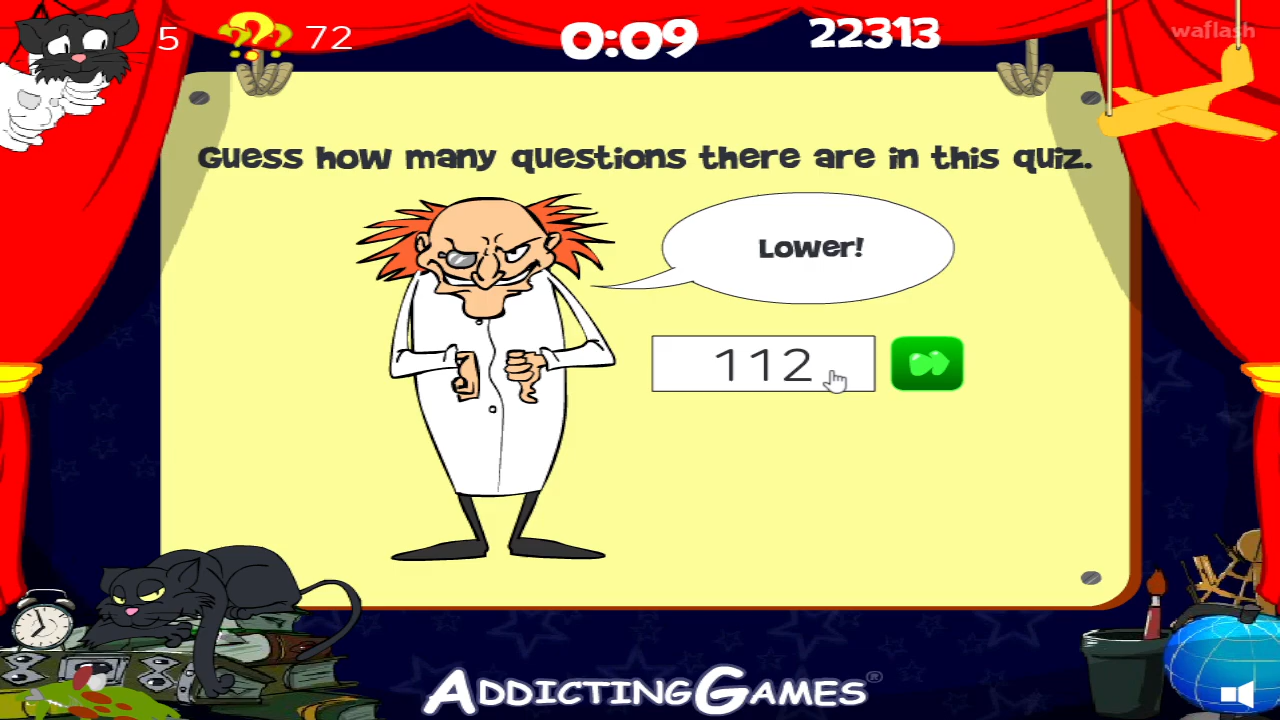 5 72 0:09 22313 waflash
Guess how many questions there are in this quiz.
Lower!
112
ADDICTINGGAMES®